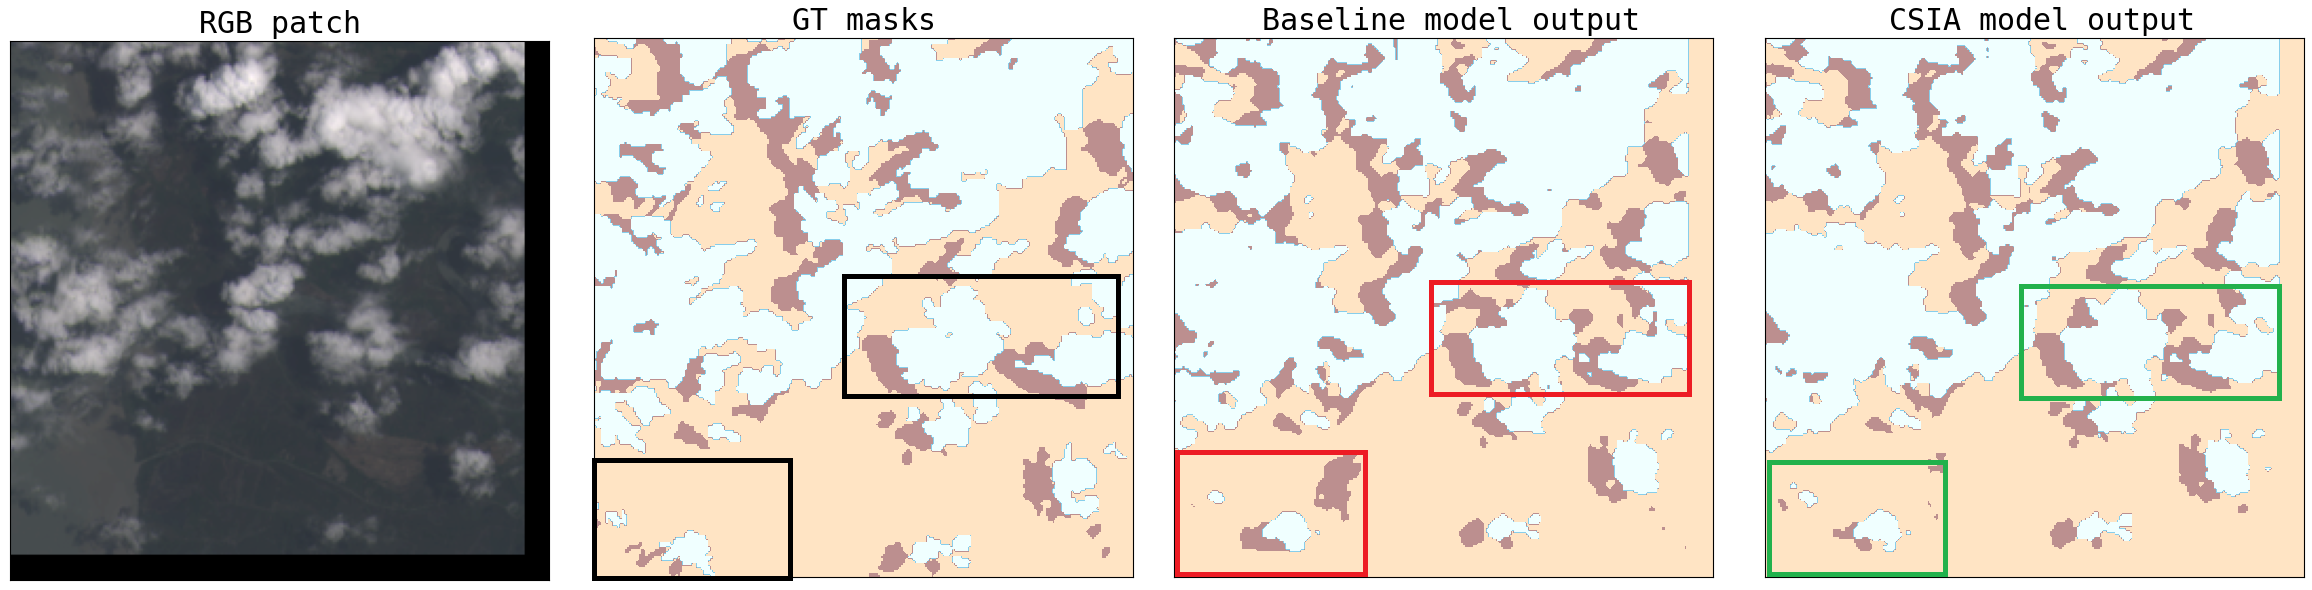 RGB patch
GT masks
Baseline model output
CSIA model output